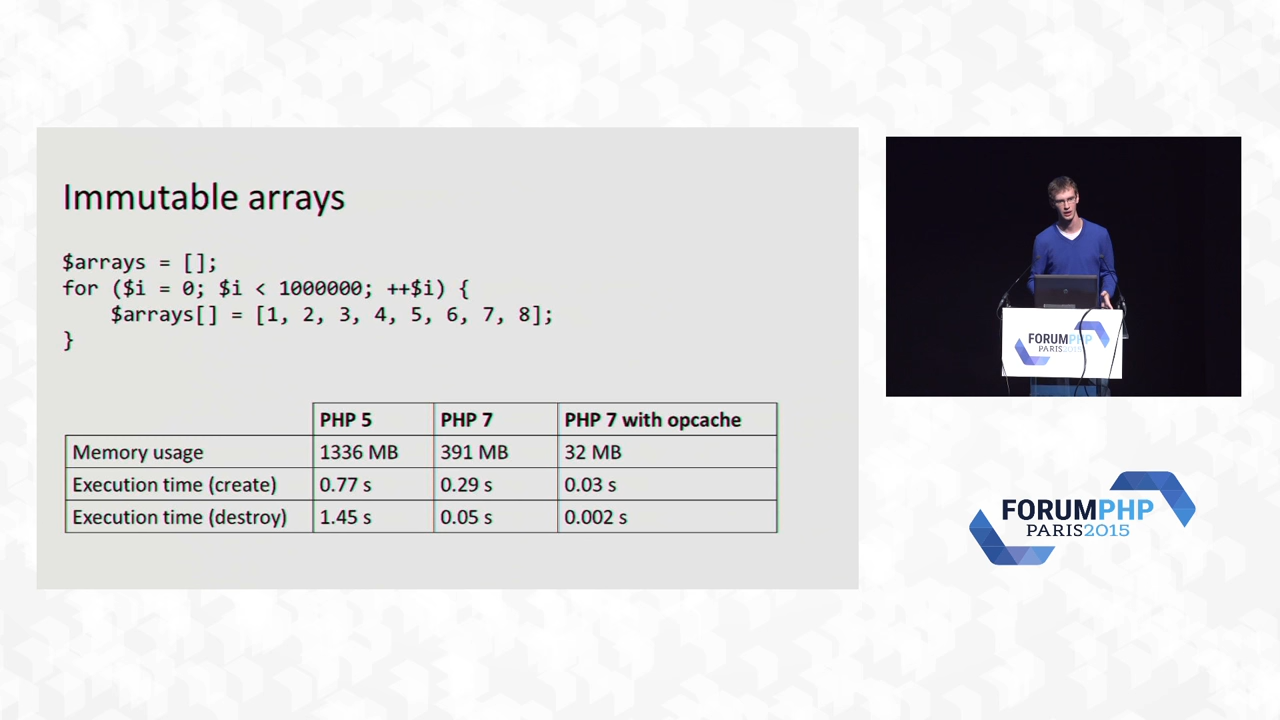 Immutable arrays
$arrays = [];
for ($i = 0; $i < 1000000; ++$i) {
    $arrays[] = [1, 2, 3, 4, 5, 6, 7, 8];
}
PHP 5 PHP 7 PHP 7 with opcache
Memory usage 1336 MB 391 MB 32 MB
Execution time (create) 0.77 s 0.29 s 0.03 s
Execution time (destroy) 1.45 s 0.05 s 0.002 s
FORUMPHP
PARIS2015
FORUMPHP
PARIS2015